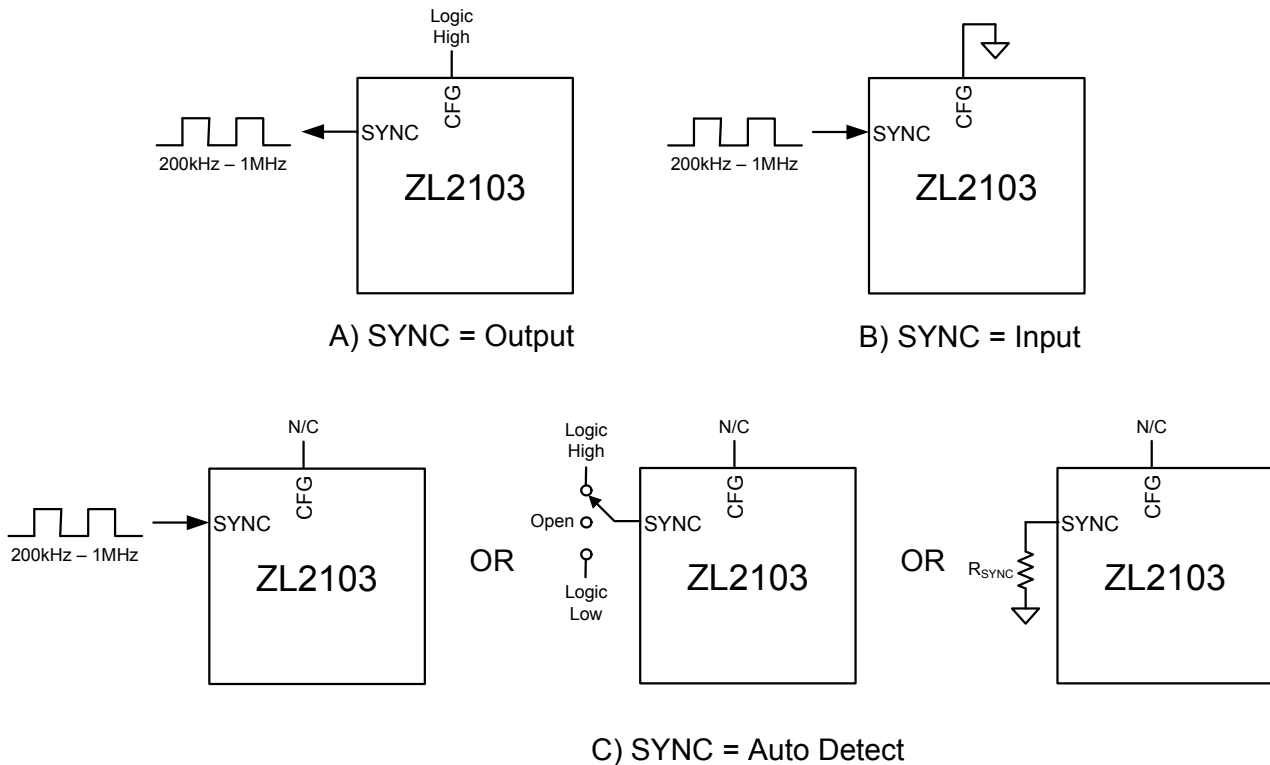 Logic
High
CFG
SYNC
200kHz – 1MHz
ZL2103
A) SYNC = Output
CFG
SYNC
200kHz – 1MHz
ZL2103
B) SYNC = Input
N/C
CFG
SYNC
200kHz – 1MHz
ZL2103
OR
Logic
High
Open
Logic
Low
N/C
CFG
SYNC
ZL2103
OR
N/C
CFG
SYNC
RSYNC
ZL2103
C) SYNC = Auto Detect